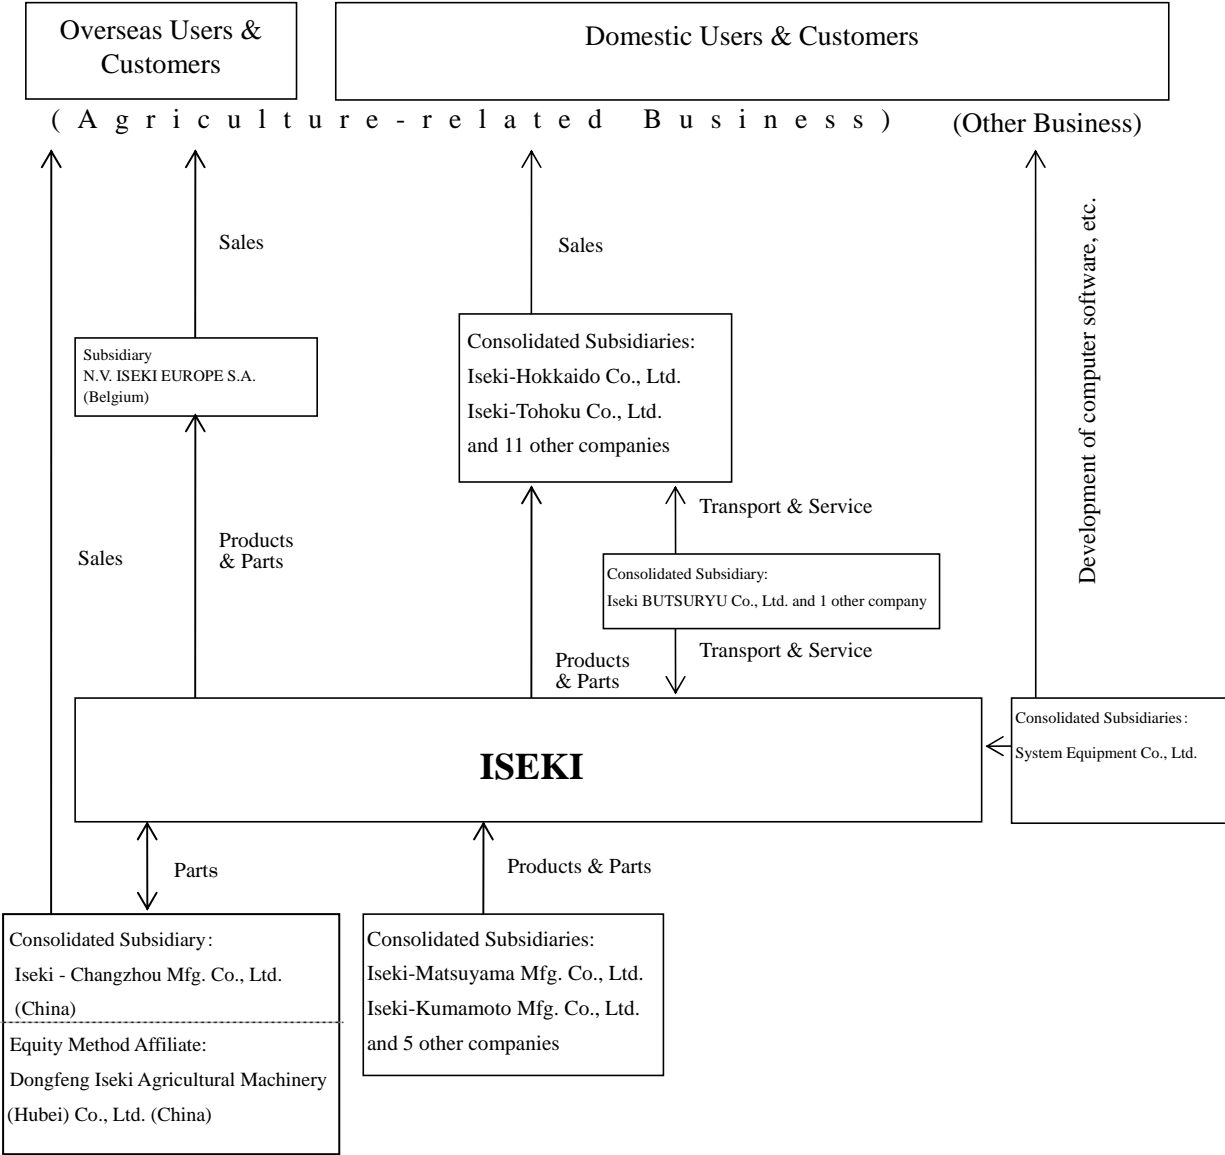 Overseas Users &
Customers
Domestic Users & Customers
(Agriculture-related Business)
(Other Business)
Sales
Sales
Development of computer software, etc.
Subsidiary
N.V. ISEKI EUROPE S.A.
(Belgium)
Consolidated Subsidiaries:
Iseki-Hokkaido Co., Ltd.
Iseki-Tohoku Co., Ltd.
and 11 other companies
Transport & Service
Sales
Products
& Parts
Consolidated Subsidiary:
Iseki BUTSURYU Co., Ltd. and 1 other company
Transport & Service
Products
& Parts
ISEKI
Consolidated Subsidiaries:
System Equipment Co., Ltd.
Parts
Products & Parts
Consolidated Subsidiary:
Iseki - Changzhou Mfg. Co., Ltd.
(China)
Equity Method Affiliate:
Dongfeng Iseki Agricultural Machinery
(Hubei) Co., Ltd. (China)
Consolidated Subsidiaries:
Iseki-Matsuyama Mfg. Co., Ltd.
Iseki-Kumamoto Mfg. Co., Ltd.
and 5 other companies